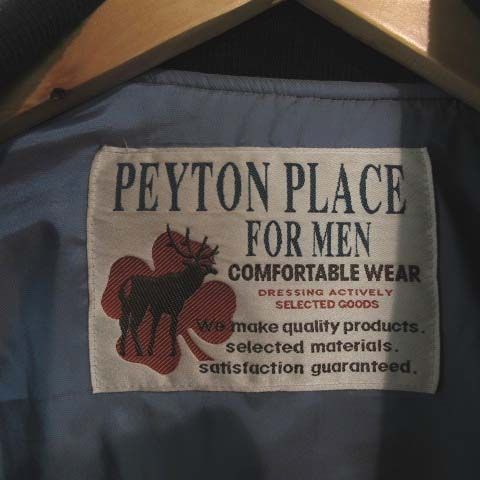 PEYTON PLACE
FOR MEN
COMFORTABLE WEAR
DRESSING ACTIVELY
SELECTED GOODS
We make quality products.
selected materials.
satisfaction guaranteed.